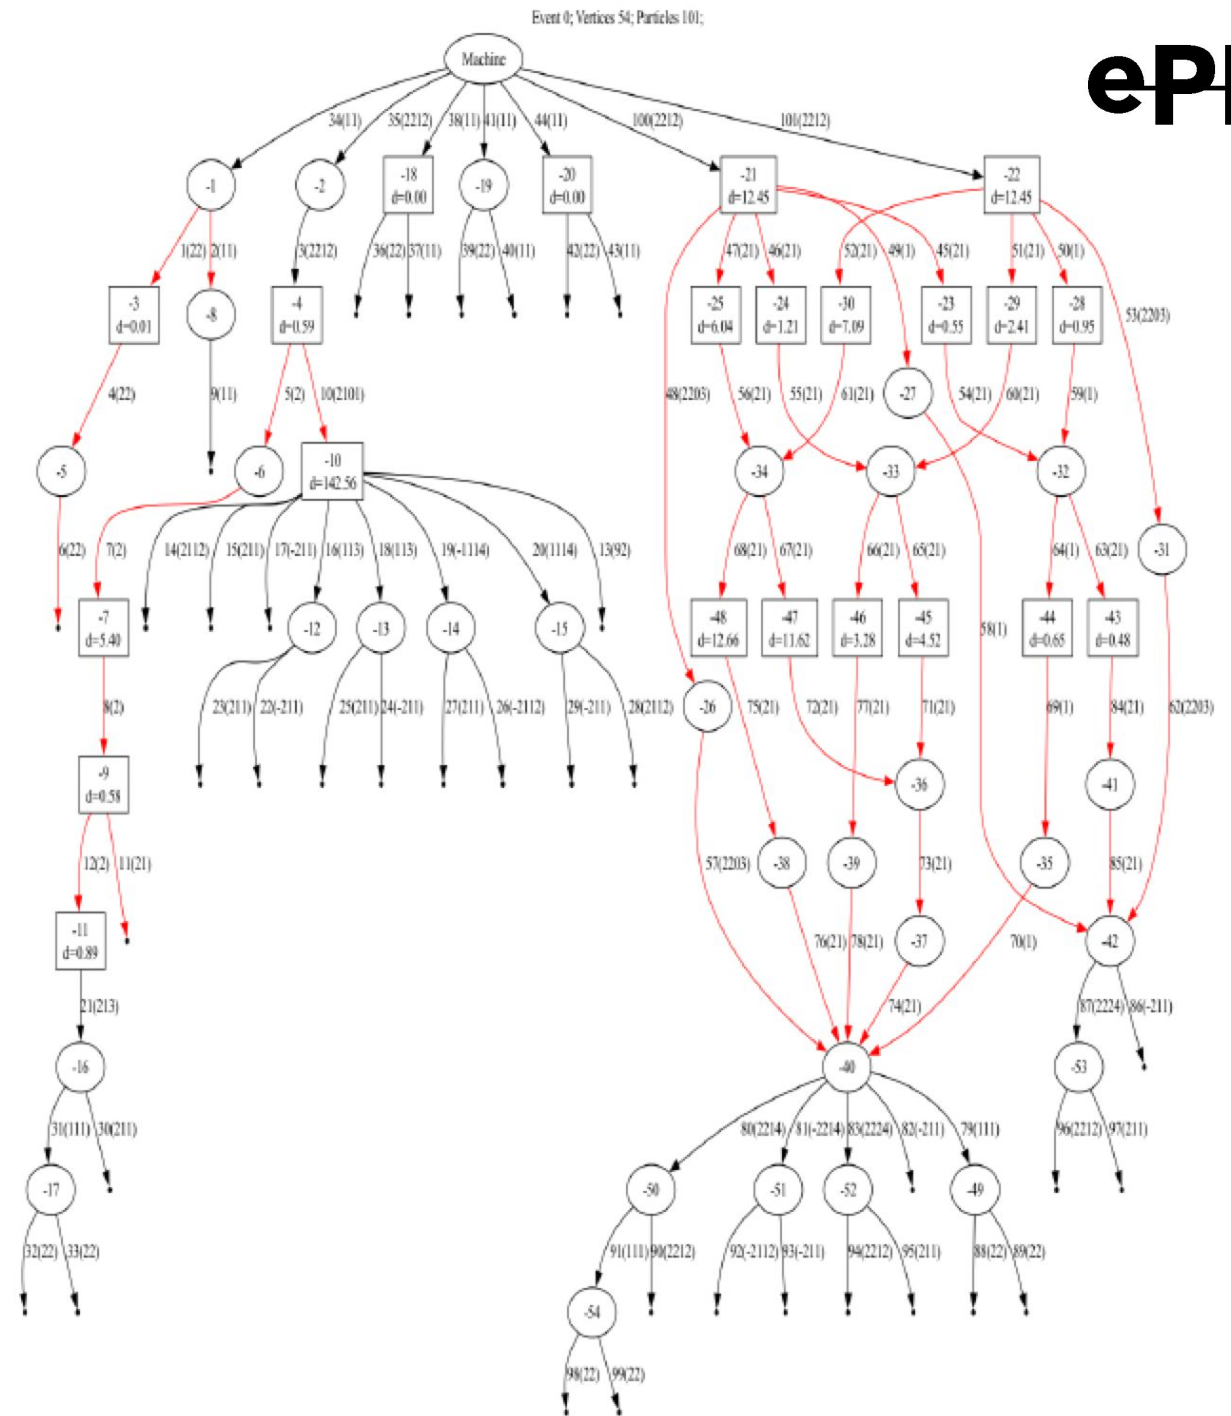 Event 0; Vertices 54; Particles 101;
ePI
Machine
34(11) 35(2212) 38(11) 41(11) 44(11) 100(2212) 101(2212)
-1 -2 -18 -19 -20 -21 -22
d=0.00 d=0.00 d=12.45 d=12.45
1(22) 2(11) 3(2212) 36(22) 37(11) 39(22) 40(11) 42(22) 43(11) 47(21) 46(21) 52(21) 49(1) 45(21) 51(21) 50(1)
-3 -8 -4 -25 -24 -30 -23 -29 -28
d=0.01 d=0.59 d=6.04 d=1.21 d=7.09 d=0.55 d=2.41 d=0.95
53(2203)
4(22) 9(11) 5(2) 10(2101) 48(2203) 56(21) 55(21) 61(21) -27 54(21) 60(21) 59(1)
-5 -6 -10 -34 -33 -32
d=142.56
6(22) 7(2) 14(2112) 15(211) 17(-211) 16(113) 18(113) 19(-1114) 20(1114) 13(92) 68(21) 67(21) 66(21) 65(21) 64(1) 63(21) -31
-7 -12 -13 -14 -15 -48 -47 -46 -45 58(1) -44 -43
d=5.40 d=12.66 d=11.62 d=3.28 d=4.52 d=0.65 d=0.48
8(2) 23(211) 22(-211) 25(211) 24(-211) 27(211) 26(-2112) 29(-211) 28(2112) -26 75(21) 72(21) 77(21) 71(21) 69(1) 84(21) 62(2203)
-9 -36 -41
d=0.58
12(2) 11(21) 57(2203) -38 -39 73(21) -35 85(21)
-11 76(21) 78(21) -37 70(1) -42
d=0.89
21(213) 74(21) 87(2224) 86(-211)
-16 -40 -53
31(111) 30(211) 80(2214) 81(-2214) 83(2224) 82(-211) 79(111) 96(2212) 97(211)
-17 -50 -51 -52 -49
32(22) 33(22) 91(111) 90(2212) 92(-2112) 93(-211) 94(2212) 95(211) 88(22) 89(22)
-54
98(22) 99(22)